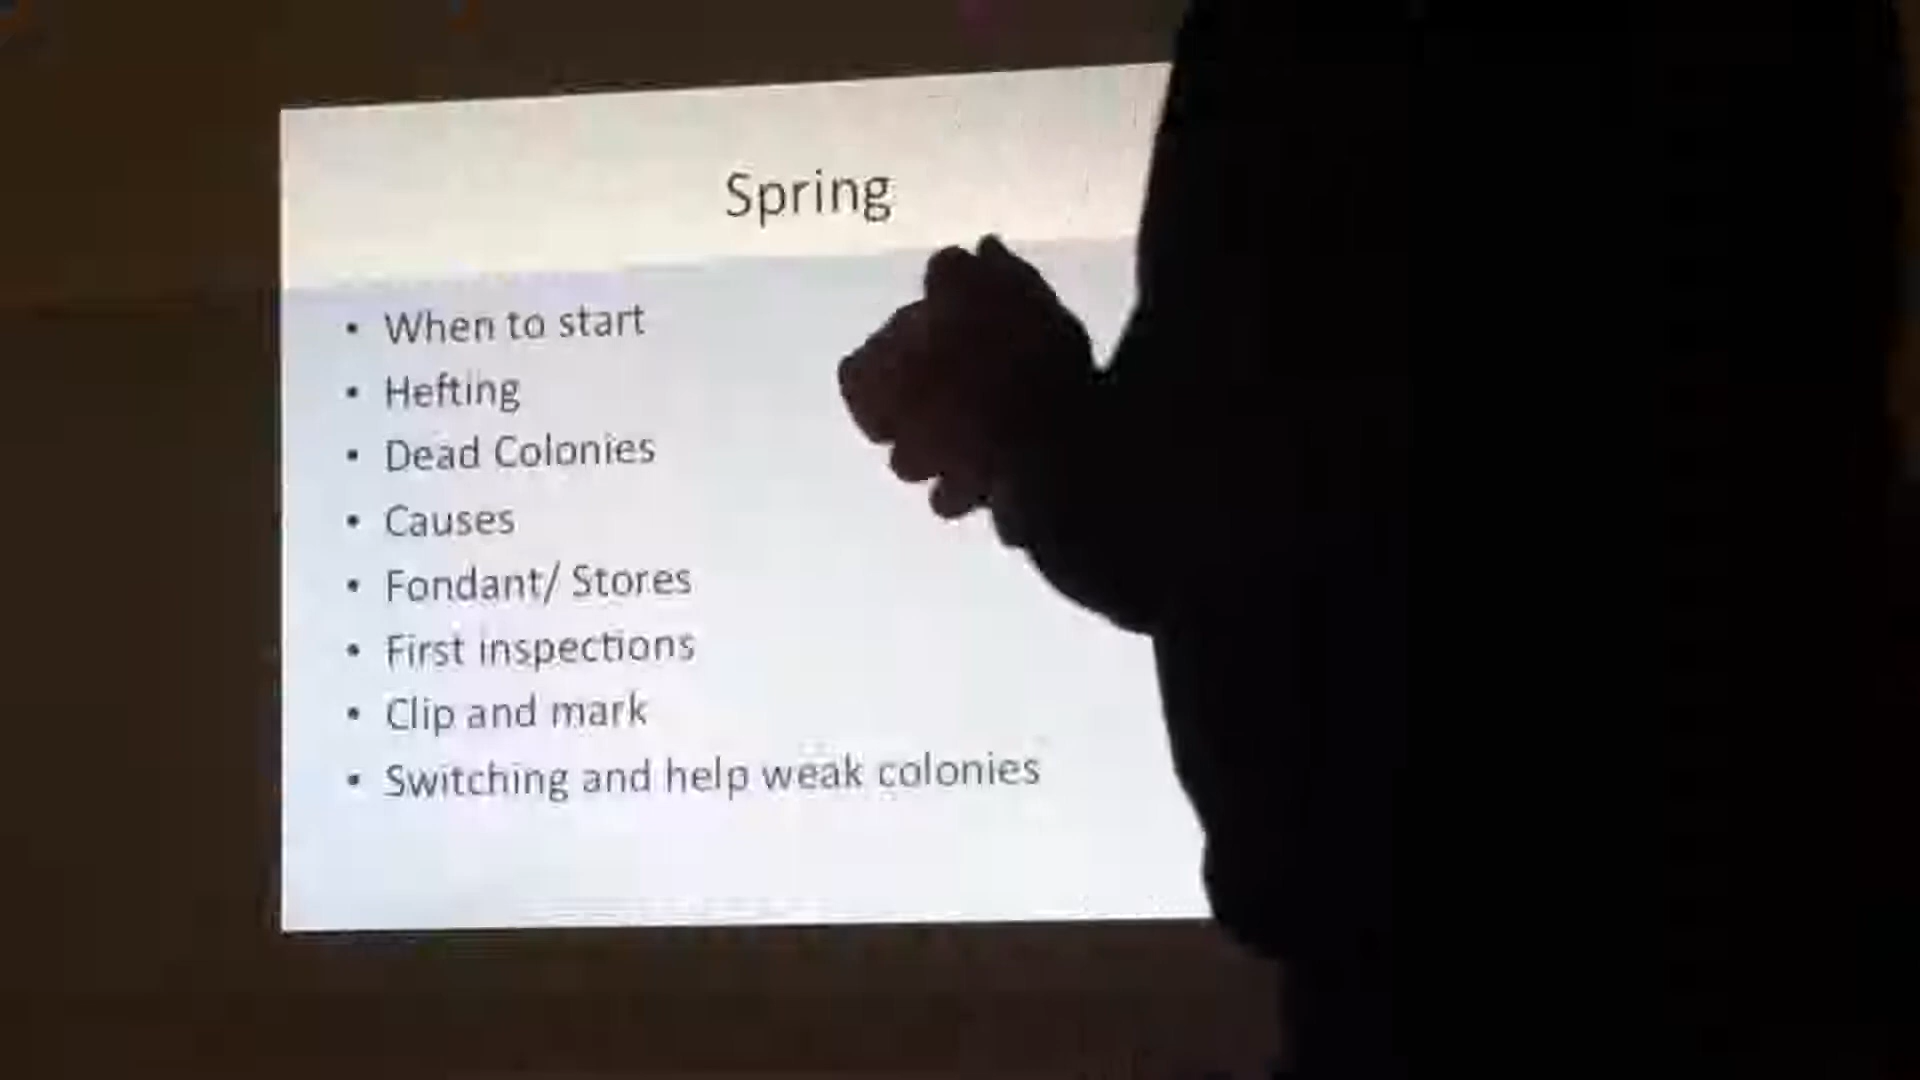 Spring
• When to start
• Hefting
• Dead Colonies
• Causes
• Fondant/ Stores
• First inspections
• Clip and mark
• Switching and help weak colonies